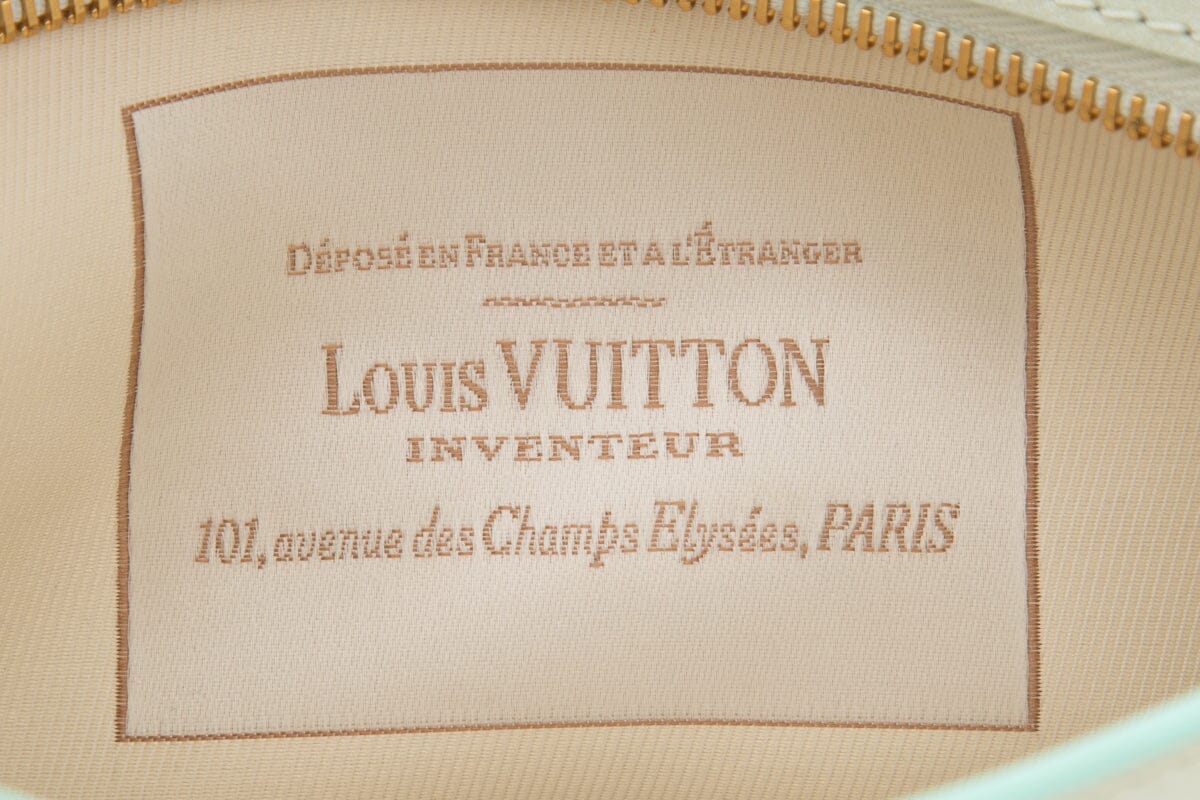 DÉPOSÉ EN FRANCE ET A L'ÉTRANGER
LOUIS VUITTON
INVENTEUR
101, avenue des Champs Elysées, PARIS